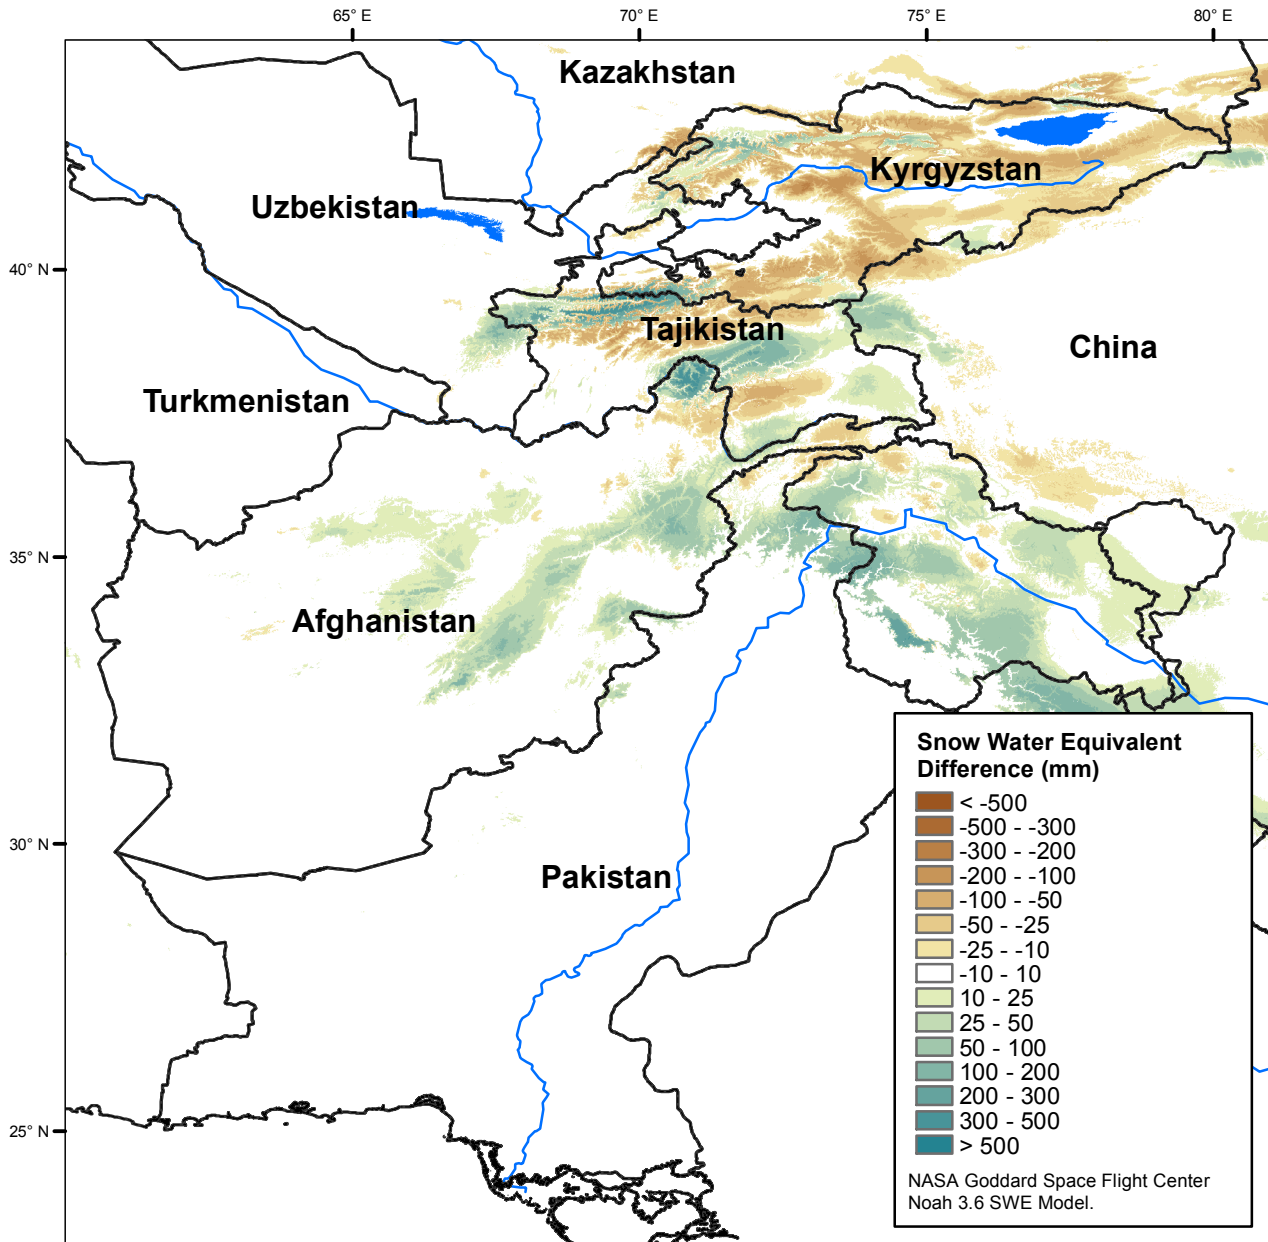 65° E
70° E
75° E
80° E
Kazakhstan
Kyrgyzstan
Uzbekistan
40° N
Tajikistan
China
Turkmenistan
35° N
Afghanistan
30° N
Pakistan
25° N
Snow Water Equivalent
Difference (mm)
< -500
-500 - -300
-300 - -200
-200 - -100
-100 - -50
-50 - -25
-25 - -10
-10 - 10
10 - 25
25 - 50
50 - 100
100 - 200
200 - 300
300 - 500
> 500
NASA Goddard Space Flight Center
Noah 3.6 SWE Model.